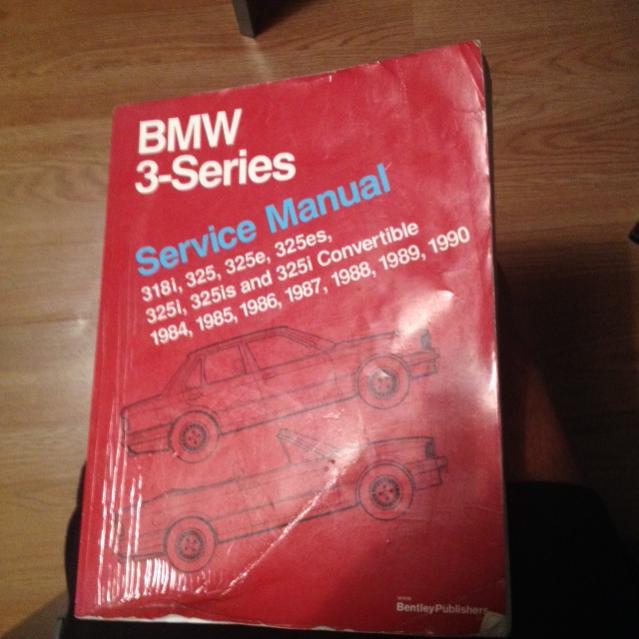 BMW
3-Series
Service Manual
318i, 325, 325e, 325es,
325i, 325is and 325i Convertible
1984, 1985, 1986, 1987, 1988, 1989, 1990
www.
BentleyPublishers